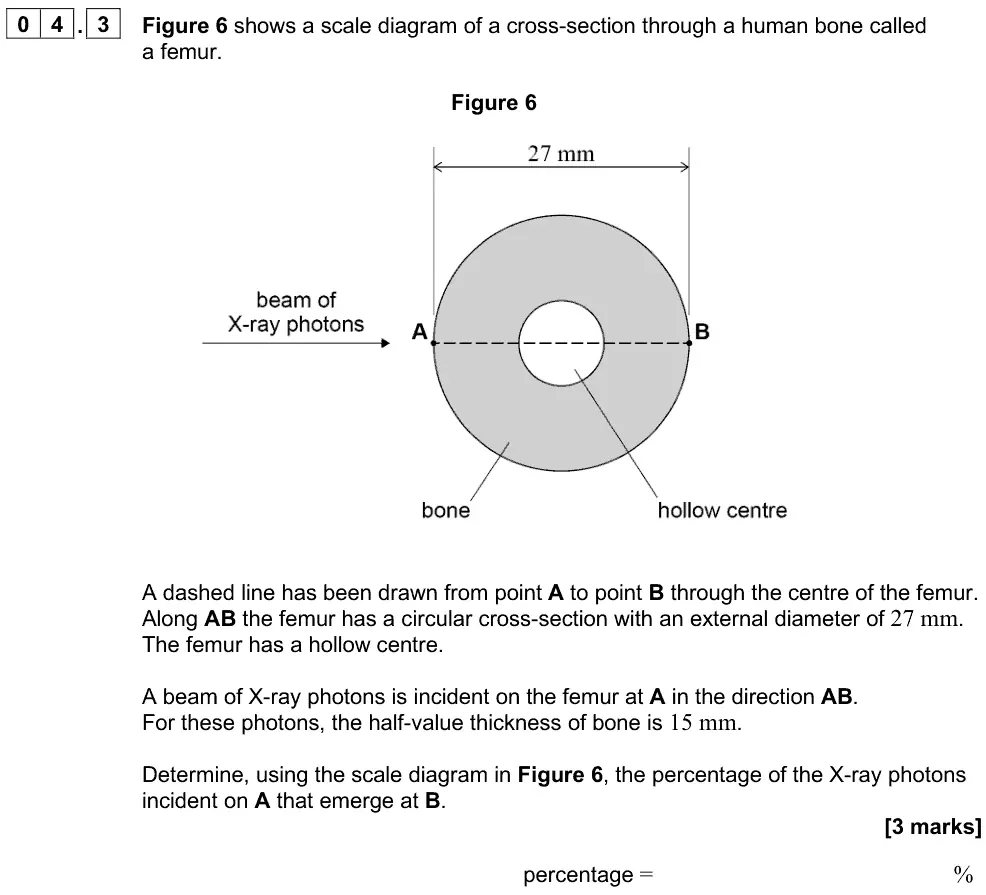 0 4 . 3 Figure 6 shows a scale diagram of a cross-section through a human bone called
a femur.
Figure 6
27 mm
beam of
X-ray photons
A
B
bone
hollow centre
A dashed line has been drawn from point A to point B through the centre of the femur.
Along AB the femur has a circular cross-section with an external diameter of 27 mm.
The femur has a hollow centre.
A beam of X-ray photons is incident on the femur at A in the direction AB.
For these photons, the half-value thickness of bone is 15 mm.
Determine, using the scale diagram in Figure 6, the percentage of the X-ray photons
incident on A that emerge at B.
[3 marks]
percentage = %